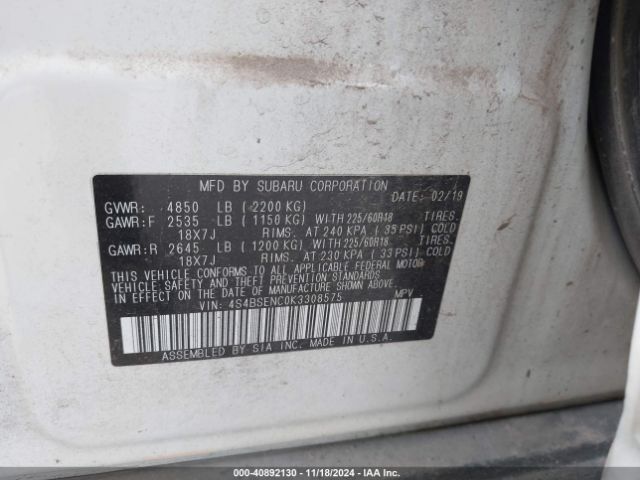 MFD BY SUBARU CORPORATION
DATE: 02/19
GVWR: 4850 LB ( 2200 KG)
GAWR:F 2535 LB ( 1150 KG) WITH 225/60R18 TIRES.
18X7J RIMS. AT 240 KPA ( 35 PSI) COLD
GAWR:R 2645 LB ( 1200 KG) WITH 225/60R18 TIRES.
18X7J RIMS. AT 230 KPA ( 33 PSI) COLD
THIS VEHICLE CONFORMS TO ALL APPLICABLE FEDERAL MOTOR
VEHICLE SAFETY AND THEFT PREVENTION STANDARDS
IN EFFECT ON THE DATE OF MANUFACTURE SHOWN ABOVE.
VIN: 4S4BSENC0K3308575 MPV
ASSEMBLED BY SIA INC. MADE IN U.S.A.
000-40892130 - 11/18/2024 - IAA Inc.